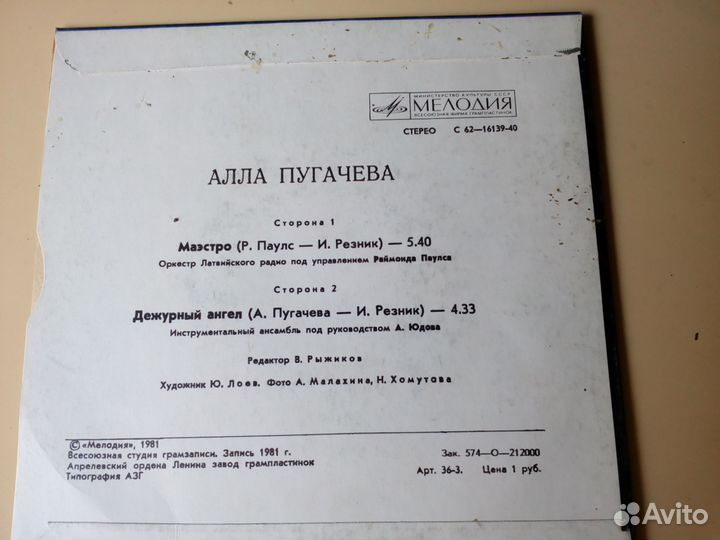 МИНИСТЕРСТВО КУЛЬТУРЫ СССР
МЕЛОДИЯ
ВСЕСОЮЗНАЯ ФИРМА ГРАМПЛАСТИНОК
СТЕРЕО С 62—16139-40
АЛЛА ПУГАЧЕВА
Сторона 1
Маэстро (Р. Паулс — И. Резник) — 5.40
Оркестр Латвийского радио под управлением Раймонда Паулса
Сторона 2
Дежурный ангел (А. Пугачева — И. Резник) — 4.33
Инструментальный ансамбль под руководством А. Юдова
Редактор В. Рыжиков
Художник Ю. Лоев. Фото А. Малахина, Н. Хомутова
© «Мелодия», 1981
Всесоюзная студия грамзаписи. Запись 1981 г.
Апрелевский ордена Ленина завод грампластинок
Типография АЗГ
Зак. 574—О—212000
Арт. 36-3. Цена 1 руб.
Avito